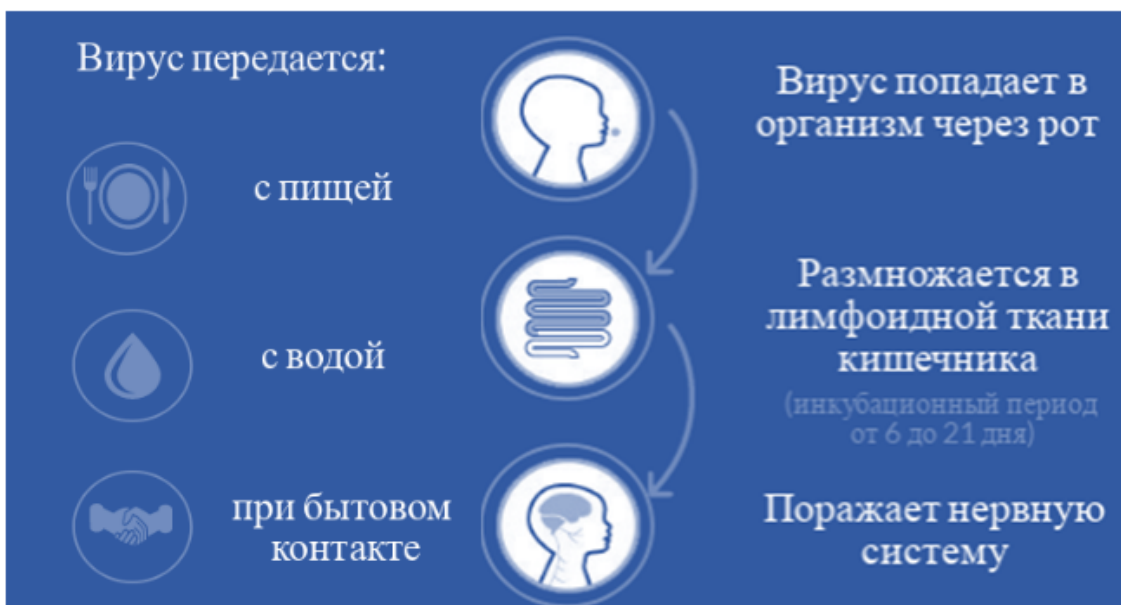 Вирус передается:
с пищей
с водой
при бытовом
контакте
Вирус попадает в
организм через рот
Размножается в
лимфоидной ткани
кишечника
(инкубационный период
от 6 до 21 дня)
Поражает нервную
систему